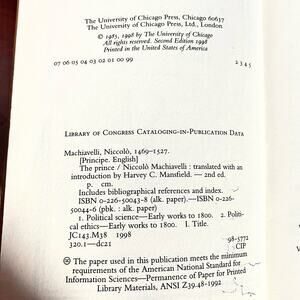 The University of Chicago Press, Chicago 60637
The University of Chicago Press, Ltd., London
© 1985, 1998 by The University of Chicago
All rights reserved. Second Edition 1998
Printed in the United States of America
07 06 05 04 03 02 01 00 99 2 3 4 5
Library of Congress Cataloging-in-Publication Data
Machiavelli, Niccolò, 1469–1527.
[Principe. English]
The prince / Niccolò Machiavelli : translated with an
introduction by Harvey C. Mansfield. — 2nd ed.
p. cm.
Includes bibliographical references and index.
ISBN 0-226-50043-8 (alk. paper).—ISBN 0-226-
50044-6 (pbk. : alk. paper)
1. Political science—Early works to 1800. 2. Politi-
cal ethics—Early works to 1800. I. Title.
JC143.M38 1998
320.1—dc21 98-5772
CIP
∞ The paper used in this publication meets the minimum
requirements of the American National Standard for
Information Sciences—Permanence of Paper for Printed
Library Materials, ANSI Z39.48-1992